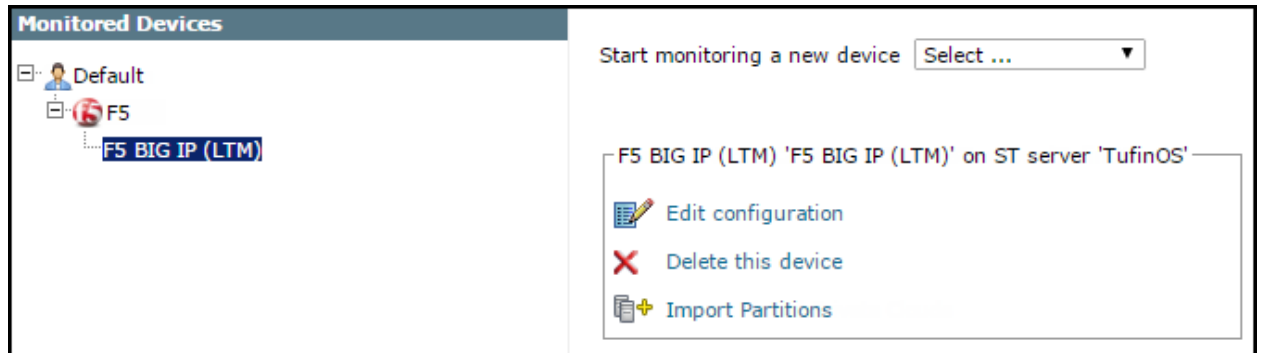 Monitored Devices
Default
F5
F5 BIG IP (LTM)
Start monitoring a new device Select ...
F5 BIG IP (LTM) 'F5 BIG IP (LTM)' on ST server 'TufinOS'
Edit configuration
Delete this device
Import Partitions